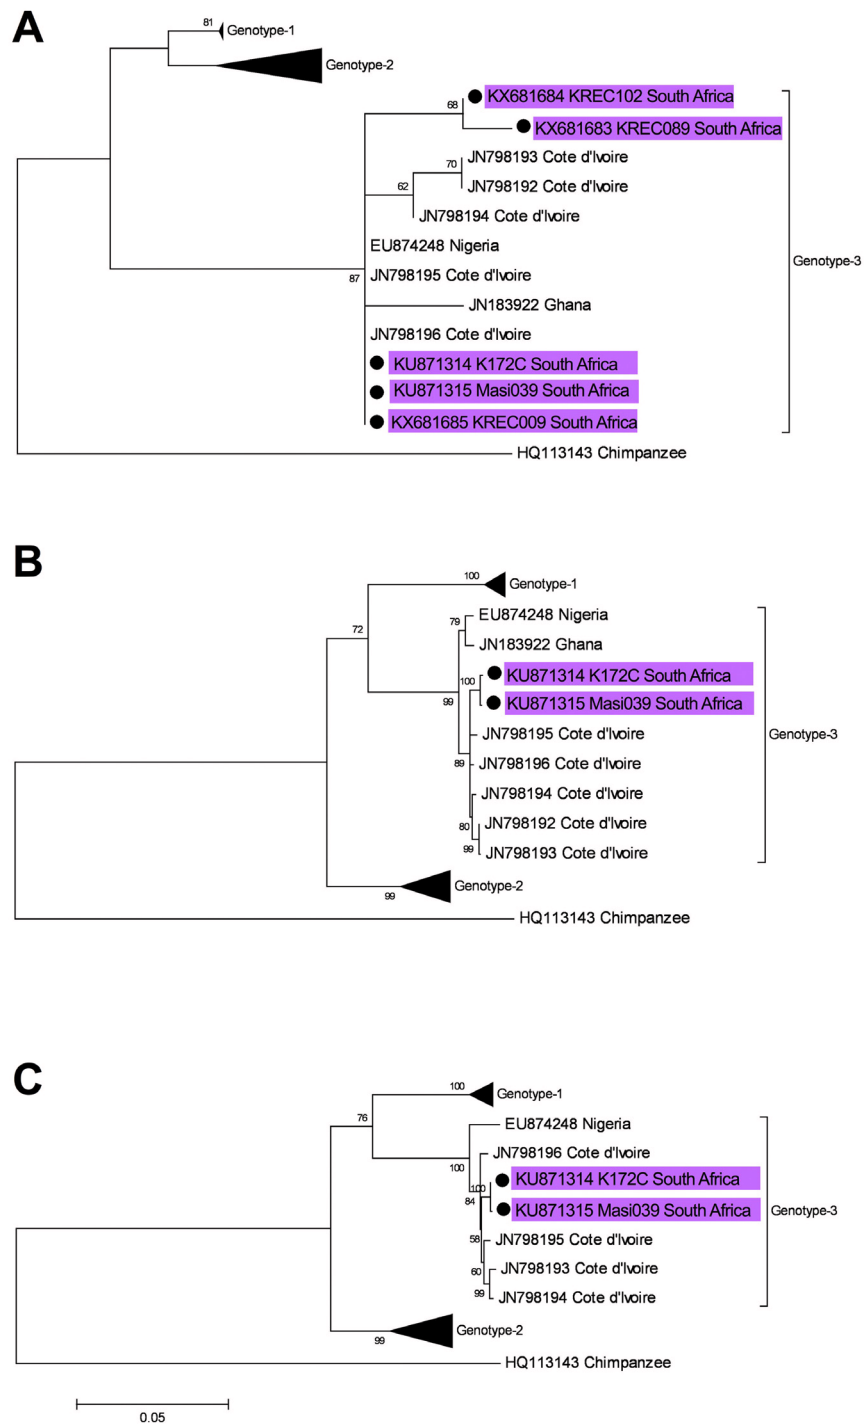 A
81
Genotype-1
Genotype-2
KX681684 KREC102 South Africa
68
KX681683 KREC089 South Africa
JN798193 Cote d'Ivoire
70
JN798192 Cote d'Ivoire
62
JN798194 Cote d'Ivoire
EU874248 Nigeria
Genotype-3
87
JN798195 Cote d'Ivoire
JN183922 Ghana
JN798196 Cote d'Ivoire
KU871314 K172C South Africa
KU871315 Masi039 South Africa
KX681685 KREC009 South Africa
HQ113143 Chimpanzee
B
100
Genotype-1
EU874248 Nigeria
79
72
JN183922 Ghana
KU871314 K172C South Africa
100
99
KU871315 Masi039 South Africa
JN798195 Cote d'Ivoire
Genotype-3
89
JN798196 Cote d'Ivoire
JN798194 Cote d'Ivoire
80
JN798192 Cote d'Ivoire
99
JN798193 Cote d'Ivoire
Genotype-2
99
HQ113143 Chimpanzee
C
100
Genotype-1
76
EU874248 Nigeria
JN798196 Cote d'Ivoire
100
KU871314 K172C South Africa
100
84
KU871315 Masi039 South Africa
Genotype-3
58
JN798195 Cote d'Ivoire
60
JN798193 Cote d'Ivoire
99
JN798194 Cote d'Ivoire
Genotype-2
99
HQ113143 Chimpanzee
0.05